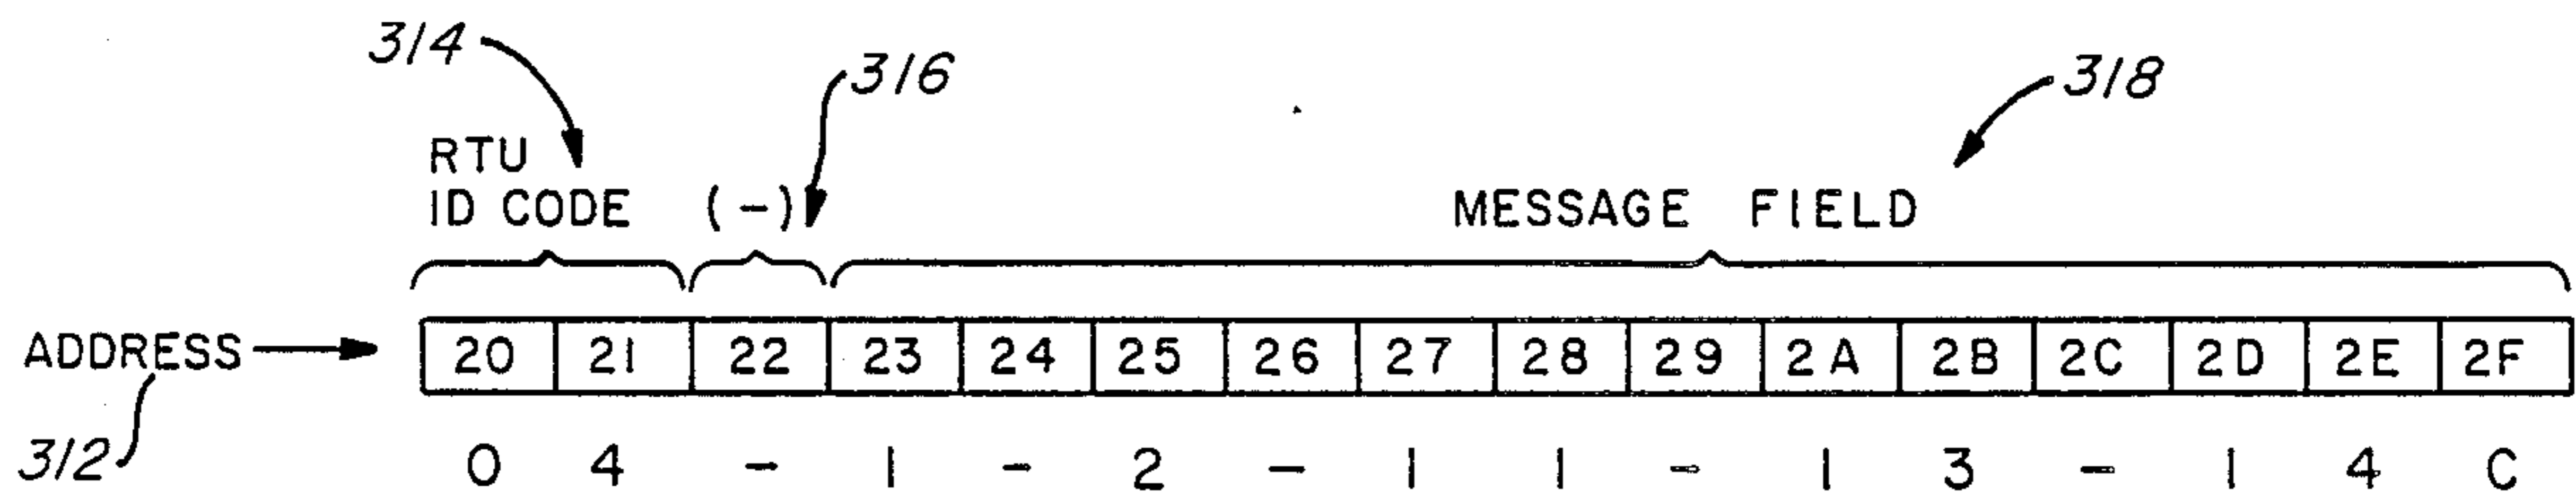 314
316
318
RTU
ID CODE (-) MESSAGE FIELD
ADDRESS 20 21 22 23 24 25 26 27 28 29 2A 2B 2C 2D 2E 2F
312 0 4 - 1 - 2 - 1 1 - 1 3 - 1 4 C